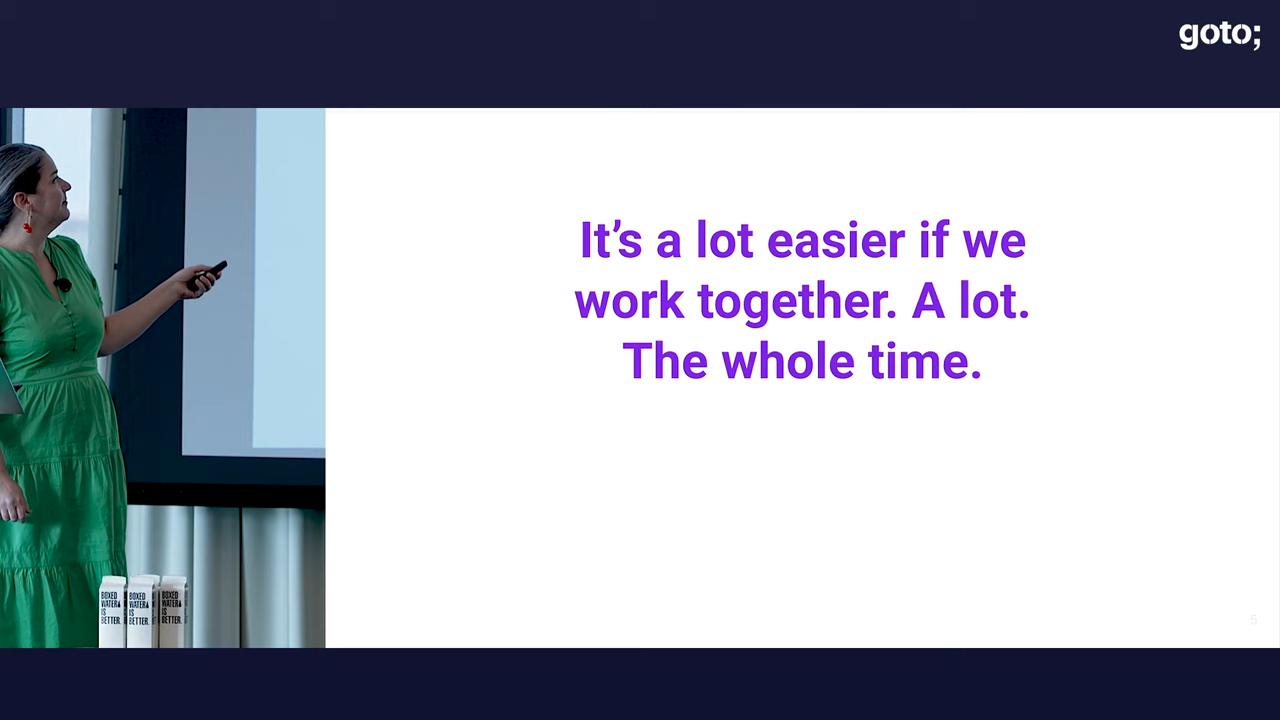 goto;
It's a lot easier if we
work together. A lot.
The whole time.
BOXED
WATER
IS
BETTER.
BOXED
WATER
IS
BETTER.
BOXED
WATER
IS
BETTER.
5